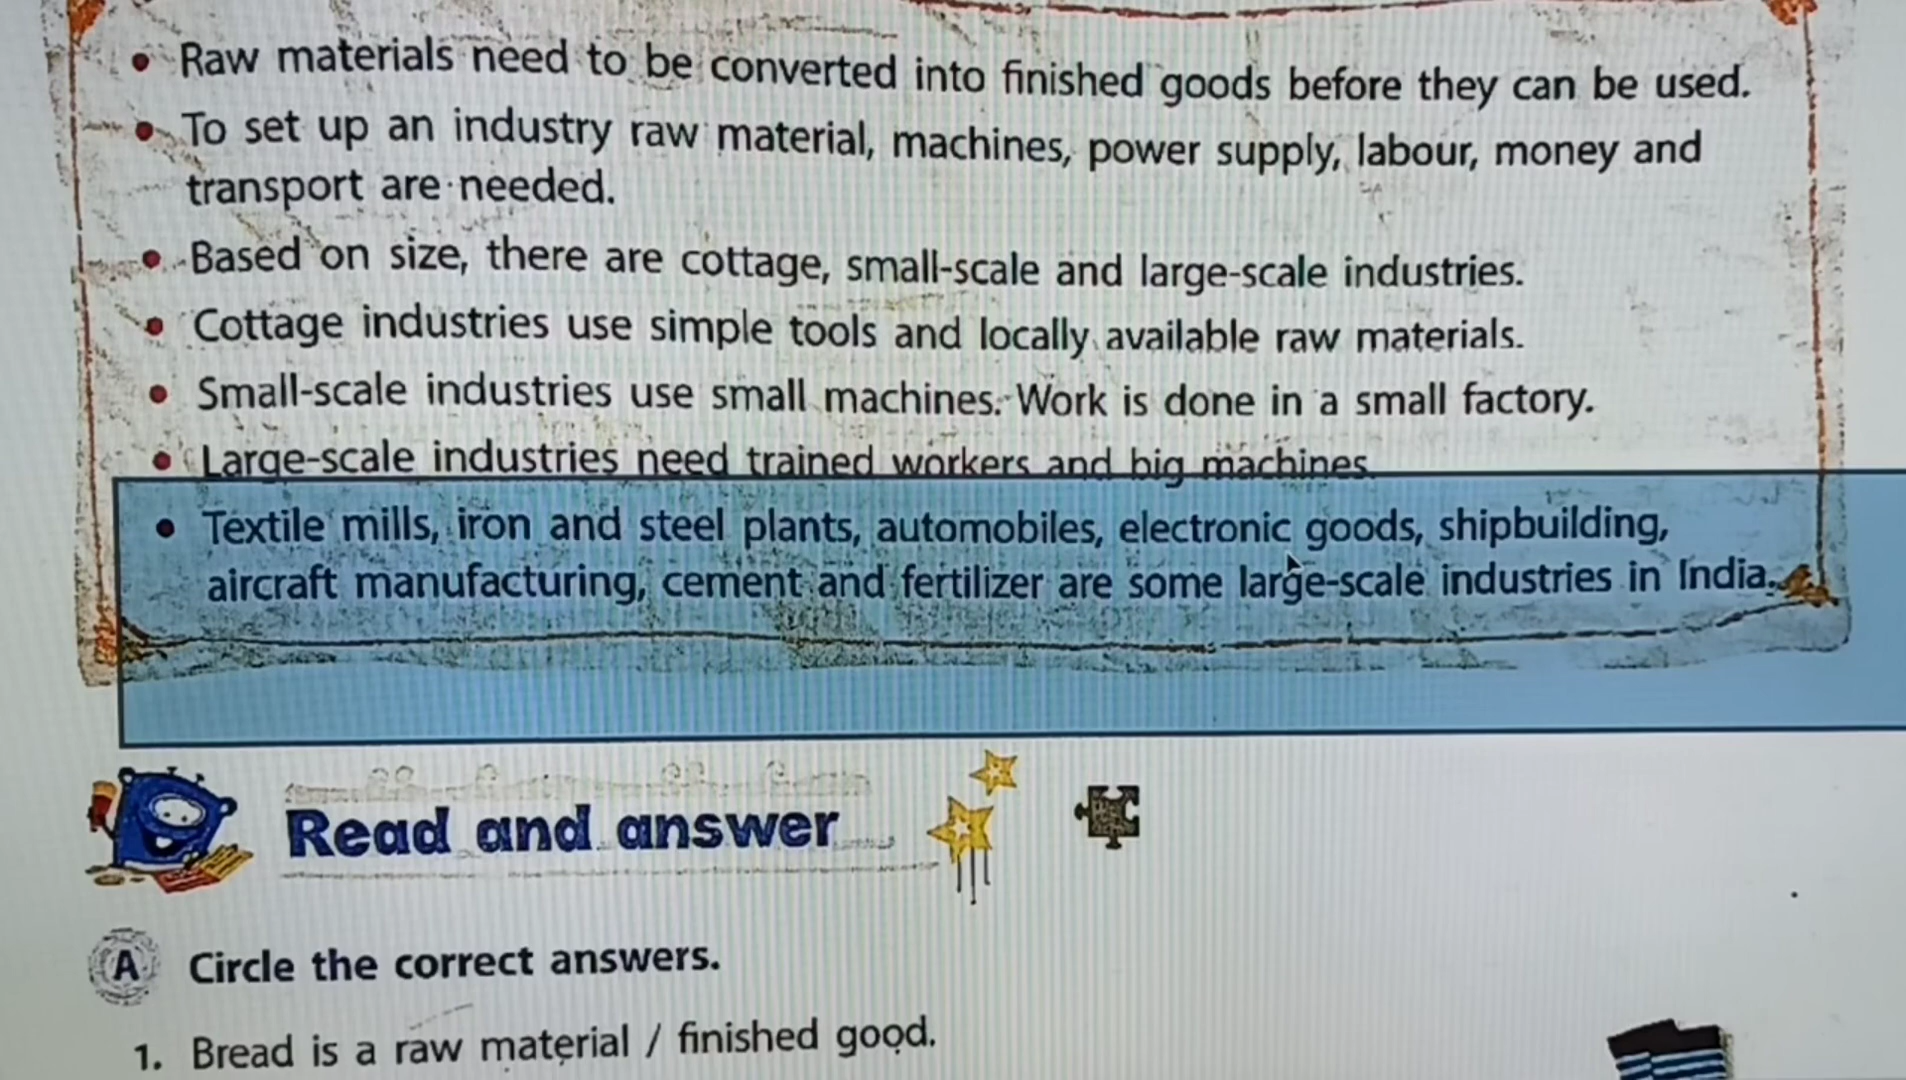 • Raw materials need to be converted into finished goods before they can be used.
• To set up an industry raw material, machines, power supply, labour, money and
transport are needed.
• Based on size, there are cottage, small-scale and large-scale industries.
• Cottage industries use simple tools and locally available raw materials.
• Small-scale industries use small machines. Work is done in a small factory.
• Large-scale industries need trained workers and big machines
• Textile mills, iron and steel plants, automobiles, electronic goods, shipbuilding,
aircraft manufacturing, cement and fertilizer are some large-scale industries in India.
Read and answer
A Circle the correct answers.
1. Bread is a raw material / finished good.